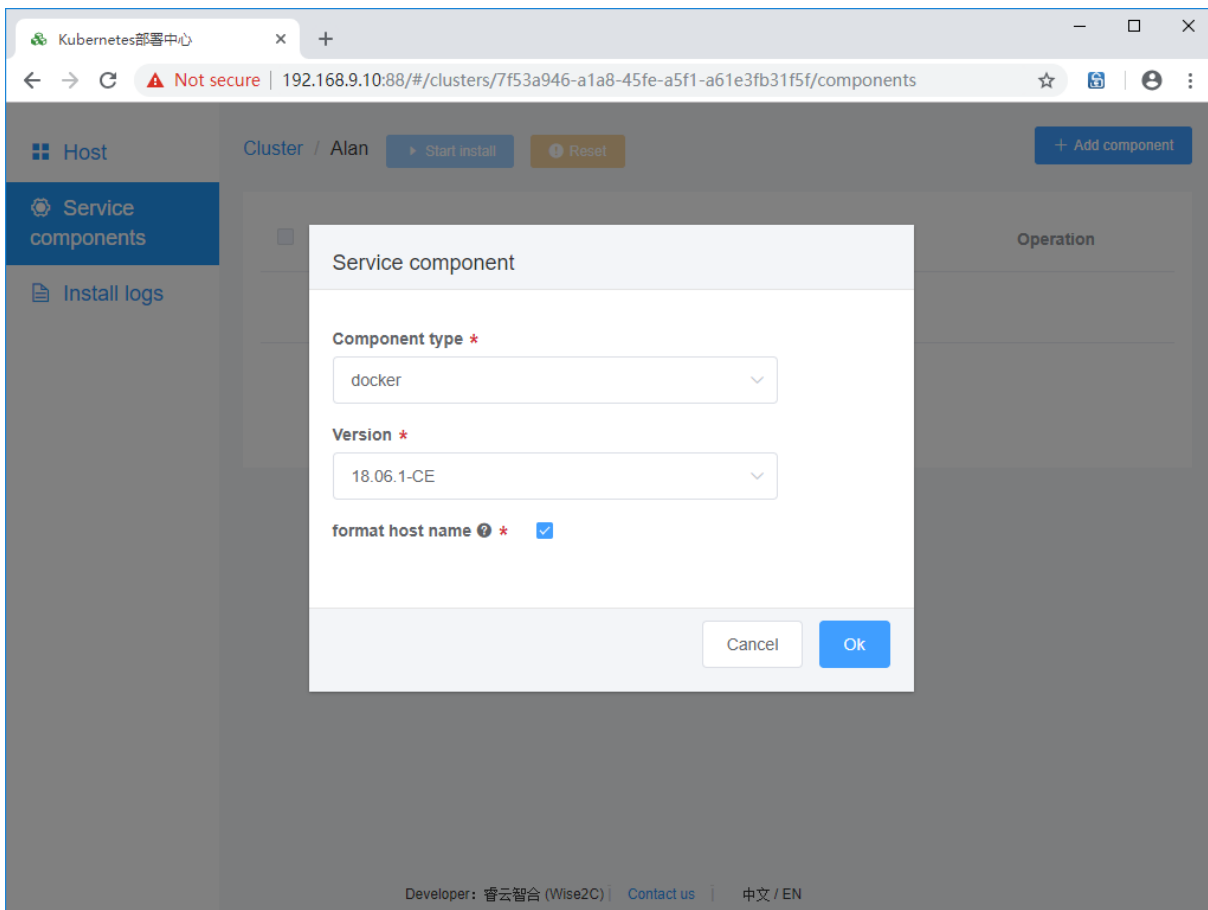 Kubernetes部署中心
Not secure | 192.168.9.10:88/#/clusters/7f53a946-a1a8-45fe-a5f1-a61e3fb31f5f/components
Host
Cluster / Alan Start install Reset + Add component
Service
components
Operation
Install logs
Service component
Component type *
docker
Version *
18.06.1-CE
format host name *
Cancel Ok
Developer：睿云智合 (Wise2C) | Contact us | 中文 / EN